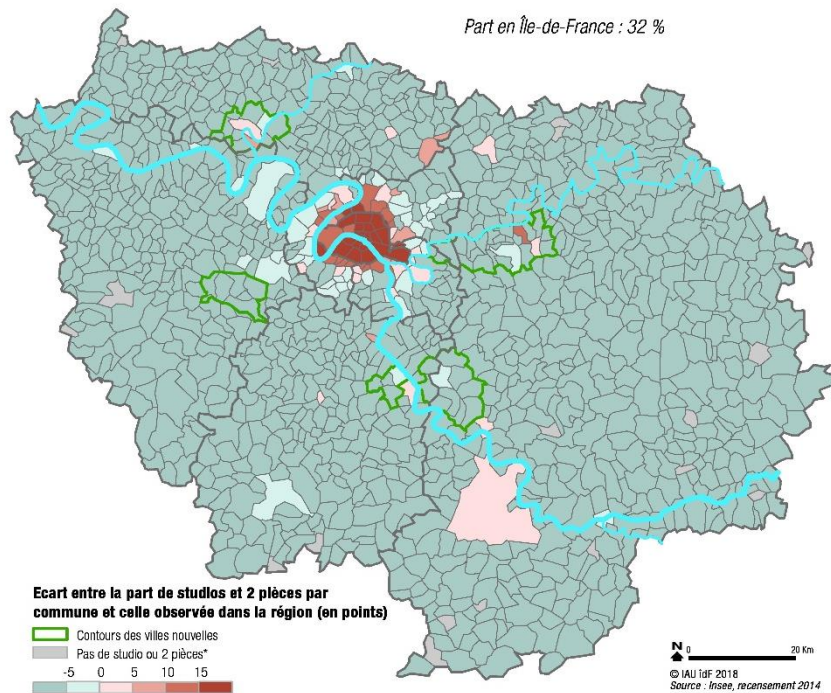 Part en Île-de-France : 32 %
Ecart entre la part de studios et 2 pièces par
commune et celle observée dans la région (en points)
Contours des villes nouvelles
Pas de studio ou 2 pièces*
-5 0 5 10 15
N
0 20 Km
© IAU îdF 2018
Source : Insee, recensement 2014